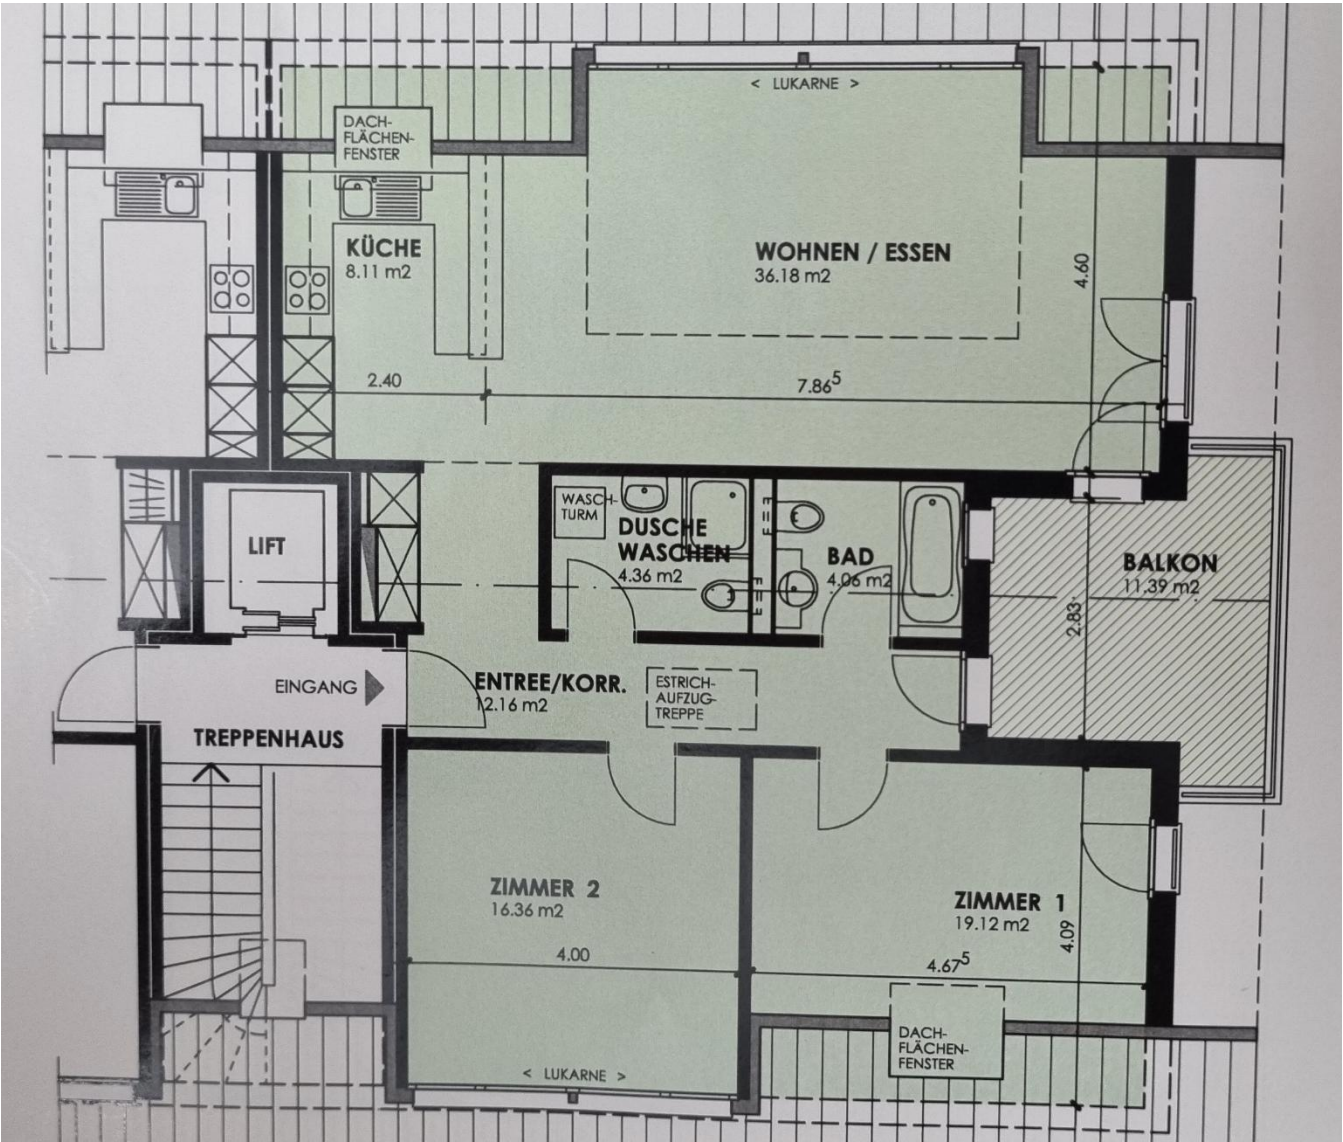 < LUKARNE >
DACH-
FLÄCHEN-
FENSTER
KÜCHE
8.11 m2
WOHNEN / ESSEN
36.18 m2
4.60
2.40
7.86⁵
WASCH-
TURM
DUSCHE
WASCHEN
4.36 m2
BAD
4.06 m2
LIFT
BALKON
11.39 m2
2.83
EINGANG
ENTREE/KORR.
12.16 m2
ESTRICH-
AUFZUG-
TREPPE
TREPPENHAUS
ZIMMER 2
16.36 m2
4.00
ZIMMER 1
19.12 m2
4.09
4.67⁵
DACH-
FLÄCHEN-
FENSTER
< LUKARNE >